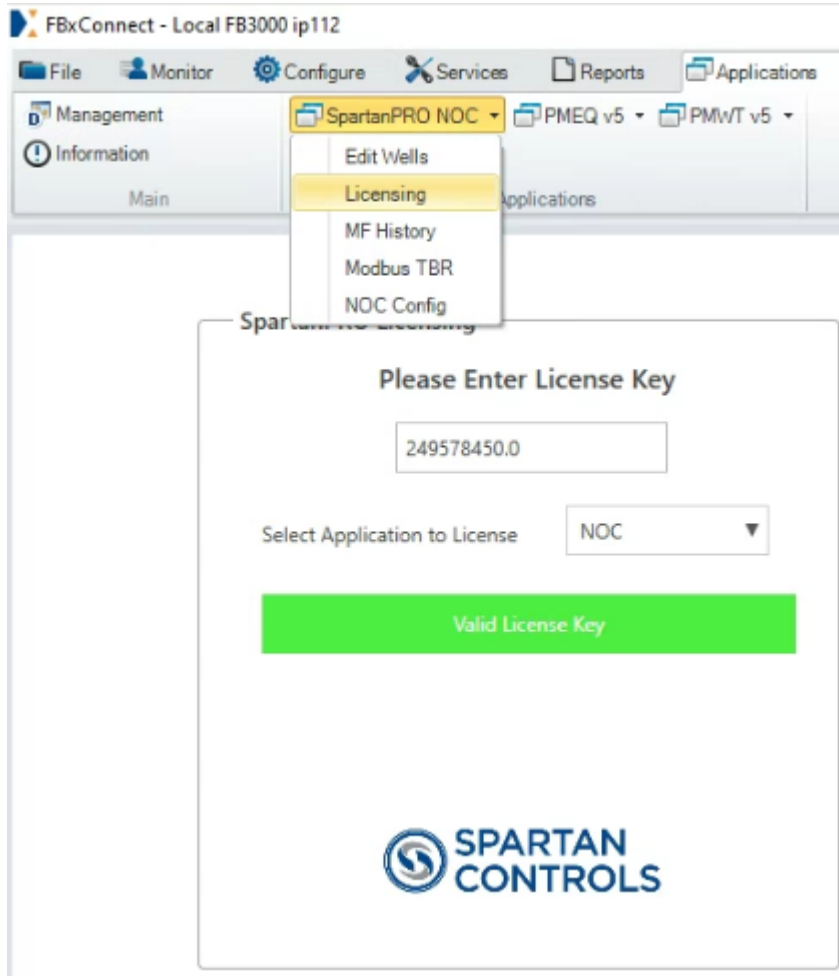 FBxConnect - Local FB3000 ip112
File Monitor Configure Services Reports Applications
Management SpartanPRO NOC PMEQ v5 PMWT v5
Information
Main Applications
Edit Wells
Licensing
MF History
Modbus TBR
NOC Config
SpartanPRO Licensing
Please Enter License Key
249578450.0
Select Application to License NOC
Valid License Key
SPARTAN
CONTROLS